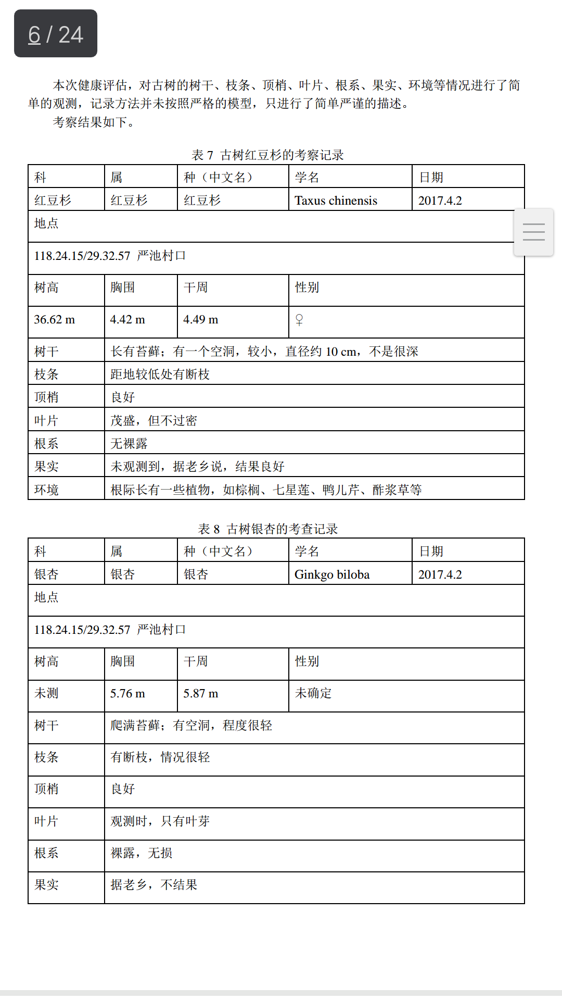 6 / 24
本次健康评估，对古树的树干、枝条、顶梢、叶片、根系、果实、环境等情况进行了简
单的观测，记录方法并未按照严格的模型，只进行了简单严谨的描述。
考察结果如下。
表 7 古树红豆杉的考察记录
科 属 种（中文名） 学名 日期
红豆杉 红豆杉 红豆杉 Taxus chinensis 2017.4.2
地点
118.24.15/29.32.57 严池村口
树高 胸围 干周 性别
36.62 m 4.42 m 4.49 m ♀
树干 长有苔藓；有一个空洞，较小，直径约 10 cm，不是很深
枝条 距地较低处有断枝
顶梢 良好
叶片 茂盛，但不过密
根系 无裸露
果实 未观测到，据老乡说，结果良好
环境 根际长有一些植物，如棕榈、七星莲、鸭儿芹、酢浆草等
表 8 古树银杏的考查记录
科 属 种（中文名） 学名 日期
银杏 银杏 银杏 Ginkgo biloba 2017.4.2
地点
118.24.15/29.32.57 严池村口
树高 胸围 干周 性别
未测 5.76 m 5.87 m 未确定
树干 爬满苔藓；有空洞，程度很轻
枝条 有断枝，情况很轻
顶梢 良好
叶片 观测时，只有叶芽
根系 裸露，无损
果实 据老乡，不结果